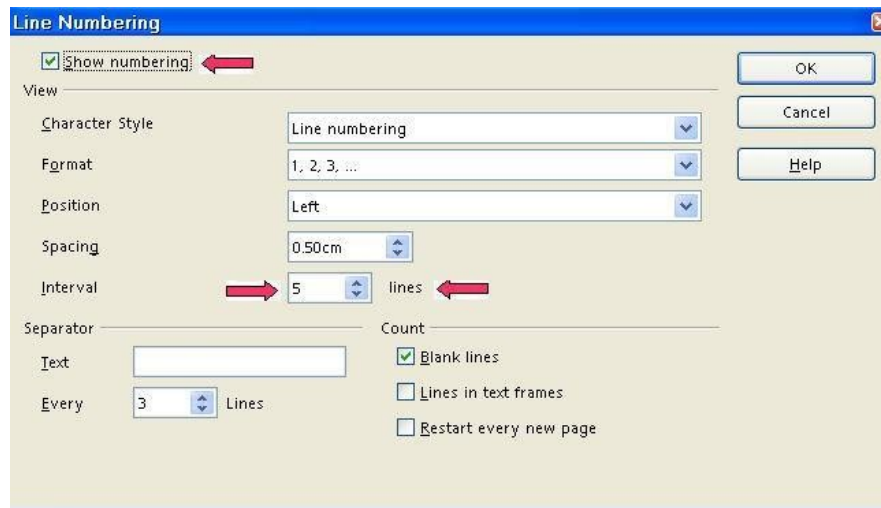 Line Numbering
Show numbering
OK
View
Cancel
Character Style Line numbering
Format 1, 2, 3, ...
Help
Position Left
Spacing 0.50cm
Interval 5 lines
Separator Count
Text Blank lines
Every 3 Lines Lines in text frames
Restart every new page